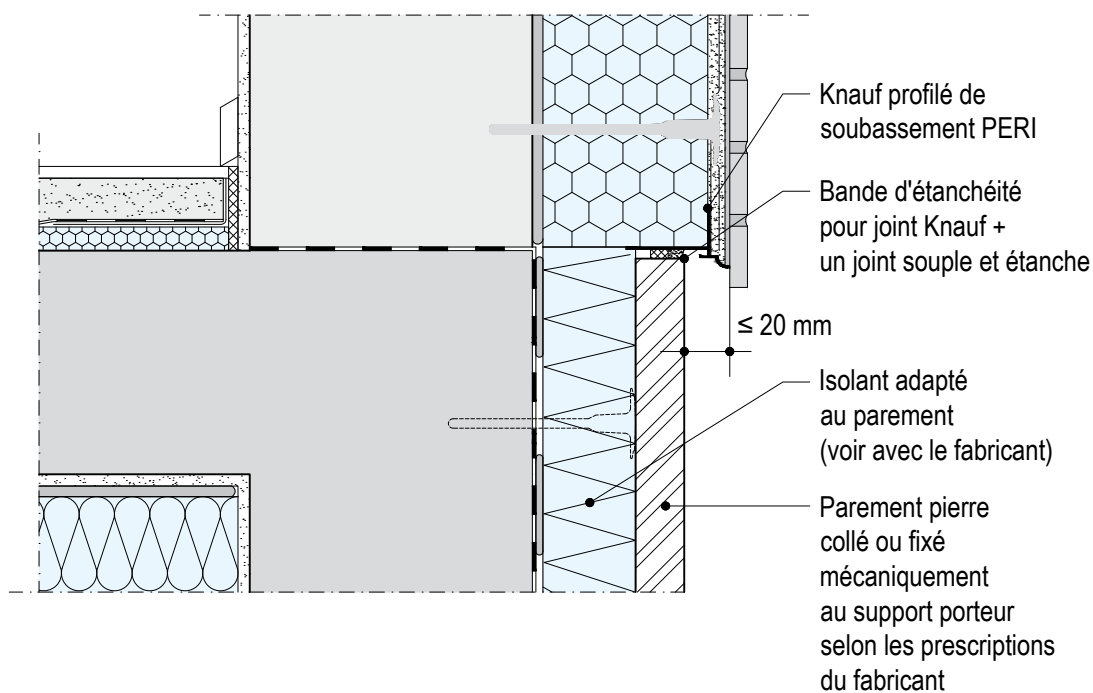 Knauf profilé de
soubassement PERI
Bande d'étanchéité
pour joint Knauf +
un joint souple et étanche
≤ 20 mm
Isolant adapté
au parement
(voir avec le fabricant)
Parement pierre
collé ou fixé
mécaniquement
au support porteur
selon les prescriptions
du fabricant